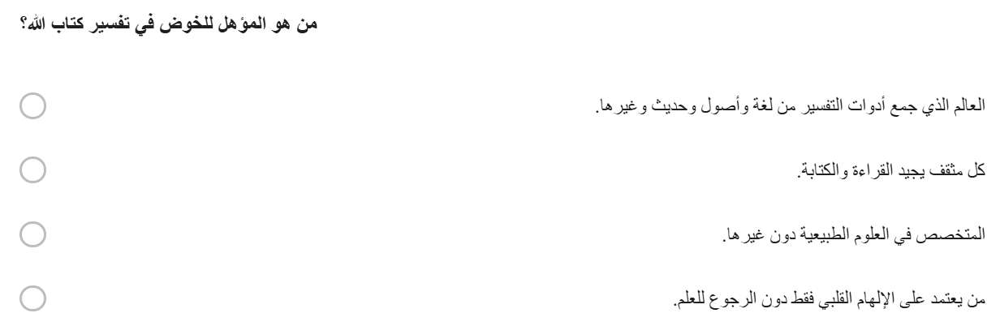 من هو المؤهل للخوض في تفسير كتاب الله؟
العالم الذي جمع أدوات التفسير من لغة وأصول وحديث وغيرها.
كل مثقف يجيد القراءة والكتابة.
المتخصص في العلوم الطبيعية دون غيرها.
من يعتمد على الإلهام القلبي فقط دون الرجوع للعلم.